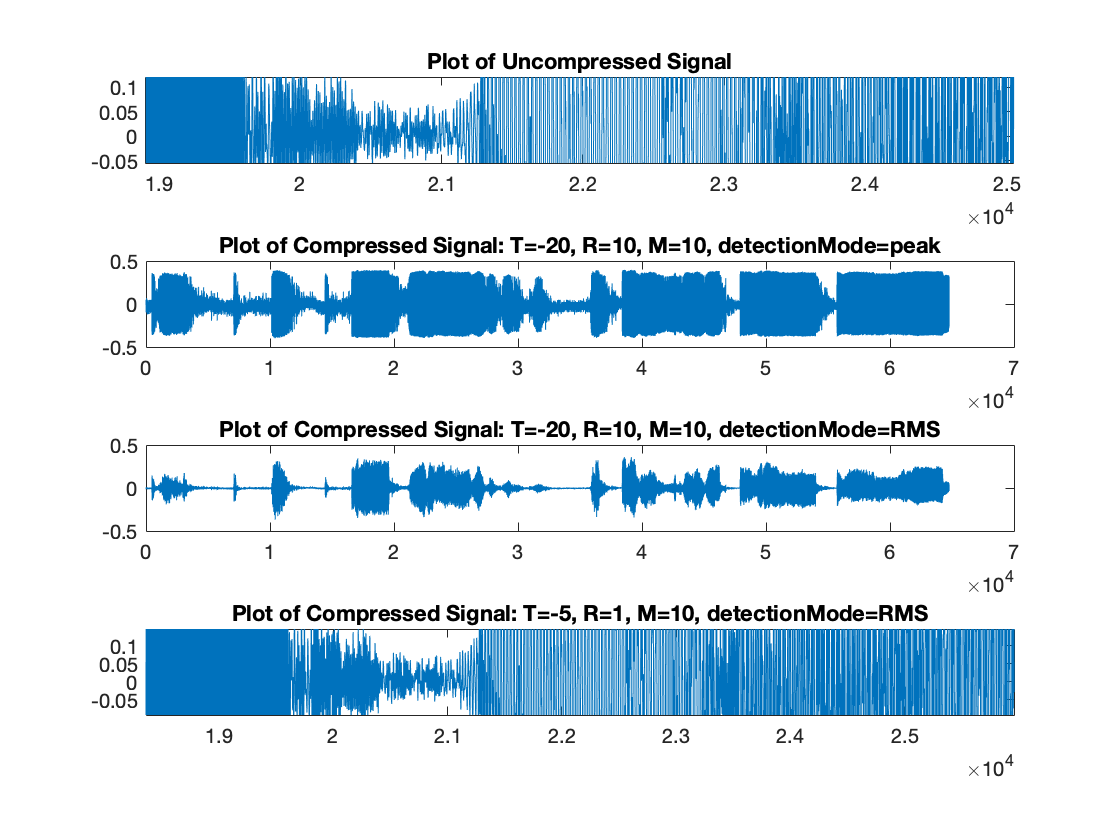 Plot of Uncompressed Signal
0.1
0.05
0
-0.05
1.9 2 2.1 2.2 2.3 2.4 2.5
×10^4
Plot of Compressed Signal: T=-20, R=10, M=10, detectionMode=peak
0.5
0
-0.5
0 1 2 3 4 5 6 7
×10^4
Plot of Compressed Signal: T=-20, R=10, M=10, detectionMode=RMS
0.5
0
-0.5
0 1 2 3 4 5 6 7
×10^4
Plot of Compressed Signal: T=-5, R=1, M=10, detectionMode=RMS
0.1
0.05
0
-0.05
1.9 2 2.1 2.2 2.3 2.4 2.5
×10^4